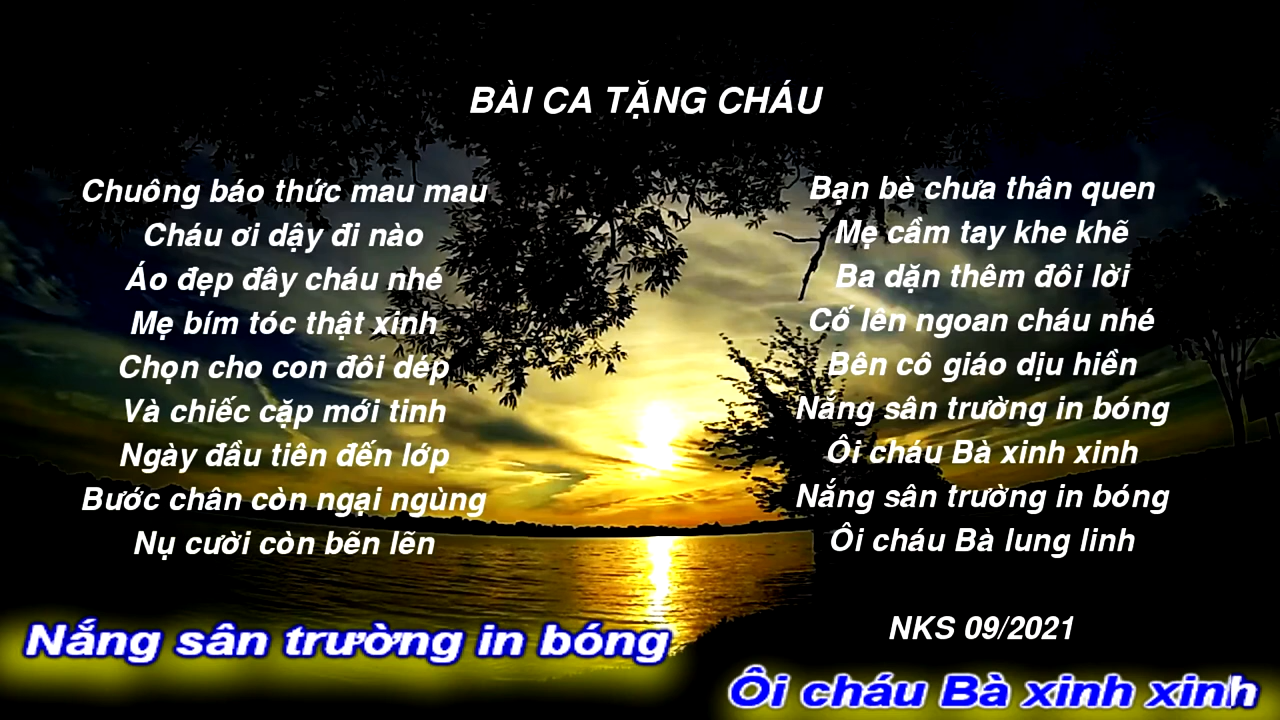 BÀI CA TẶNG CHÁU
Chuông báo thức mau mau
Cháu ơi dậy đi nào
Áo đẹp đây cháu nhé
Mẹ bím tóc thật xinh
Chọn cho con đôi dép
Và chiếc cặp mới tinh
Ngày đầu tiên đến lớp
Bước chân còn ngại ngùng
Nụ cười còn bẽn lẽn
Bạn bè chưa thân quen
Mẹ cầm tay khe khẽ
Ba dặn thêm đôi lời
Cố lên ngoan cháu nhé
Bên cô giáo dịu hiền
Nắng sân trường in bóng
Ôi cháu Bà xinh xinh
Nắng sân trường in bóng
Ôi cháu Bà lung linh
NKS 09/2021
Nắng sân trường in bóng
Ôi cháu Bà xinh xinh